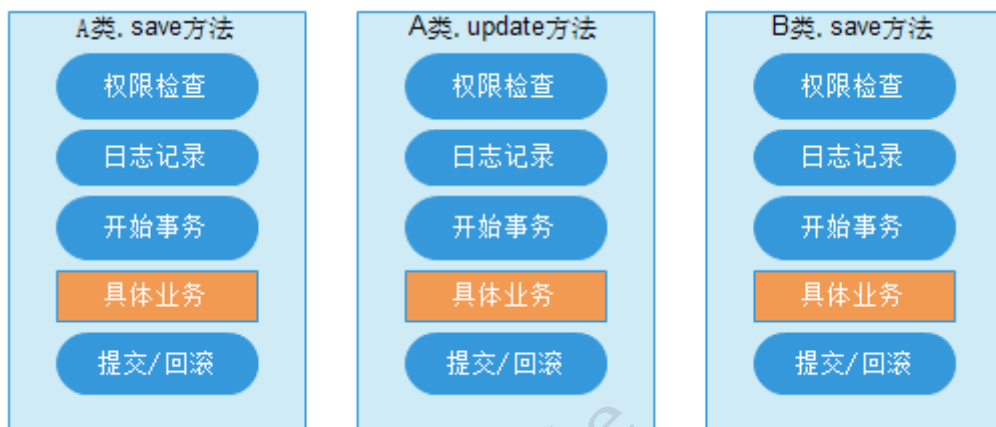 A类. save方法
权限检查
日志记录
开始事务
具体业务
提交/回滚
A类. update方法
权限检查
日志记录
开始事务
具体业务
提交/回滚
B类. save方法
权限检查
日志记录
开始事务
具体业务
提交/回滚